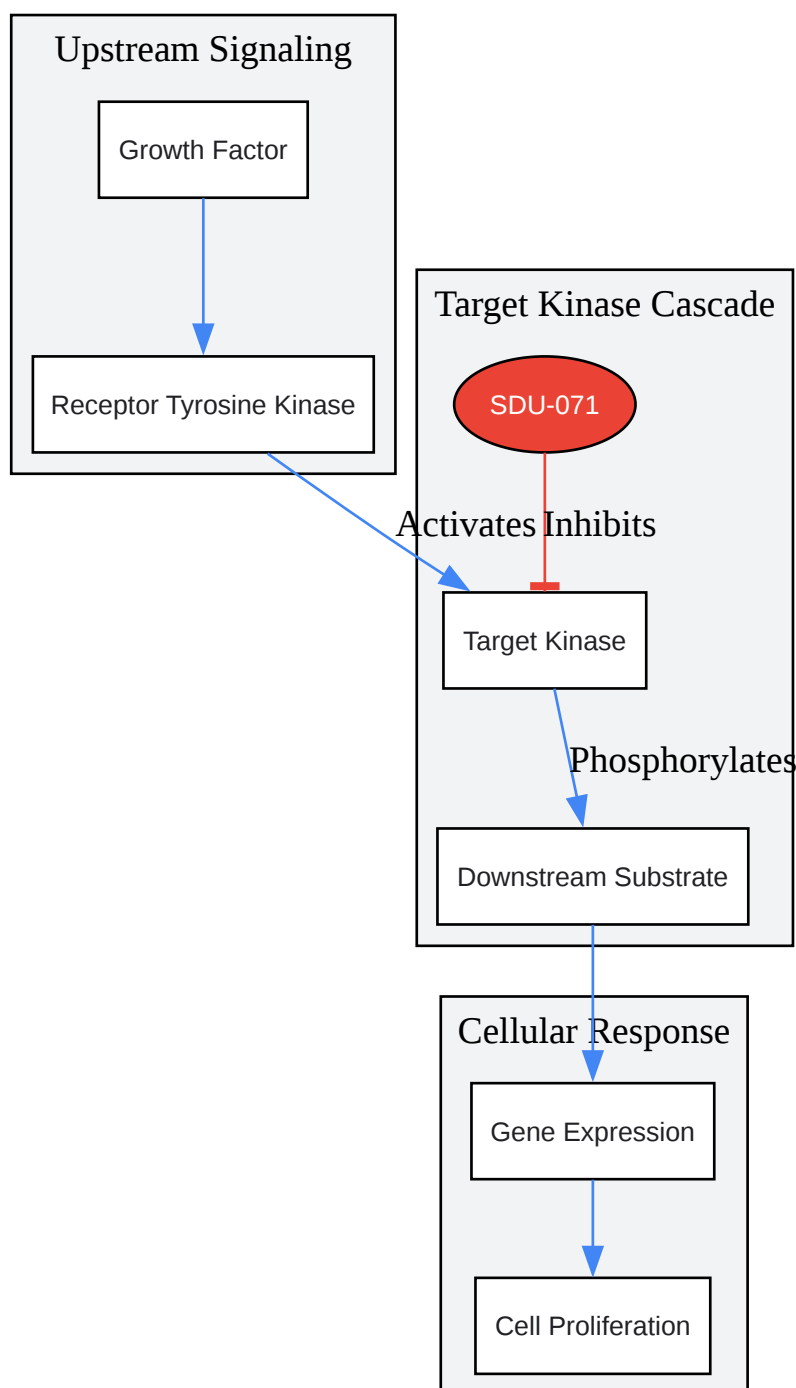 Upstream Signaling
Growth Factor
Receptor Tyrosine Kinase
Target Kinase Cascade
SDU-071
Activates
Inhibits
Target Kinase
Phosphorylates
Downstream Substrate
Cellular Response
Gene Expression
Cell Proliferation